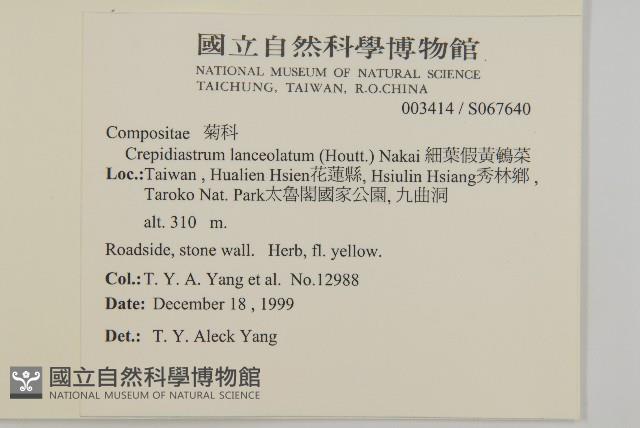 國立自然科學博物館
NATIONAL MUSEUM OF NATURAL SCIENCE
TAICHUNG, TAIWAN, R.O.CHINA
003414 / S067640
Compositae 菊科
Crepidiastrum lanceolatum (Houtt.) Nakai 細葉假黃鵪菜
Loc.:Taiwan , Hualien Hsien花蓮縣, Hsiulin Hsiang秀林鄉 ,
Taroko Nat. Park太魯閣國家公園, 九曲洞
alt. 310 m.
Roadside, stone wall. Herb, fl. yellow.
Col.:T. Y. A. Yang et al. No.12988
Date: December 18 , 1999
Det.: T. Y. Aleck Yang
國立自然科學博物館
NATIONAL MUSEUM OF NATURAL SCIENCE